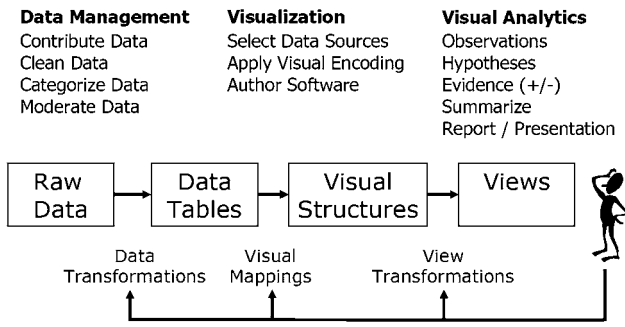 Data Management
Contribute Data
Clean Data
Categorize Data
Moderate Data
Visualization
Select Data Sources
Apply Visual Encoding
Author Software
Visual Analytics
Observations
Hypotheses
Evidence (+/-)
Summarize
Report / Presentation
Raw
Data
Data
Tables
Visual
Structures
Views
Data
Transformations
Visual
Mappings
View
Transformations